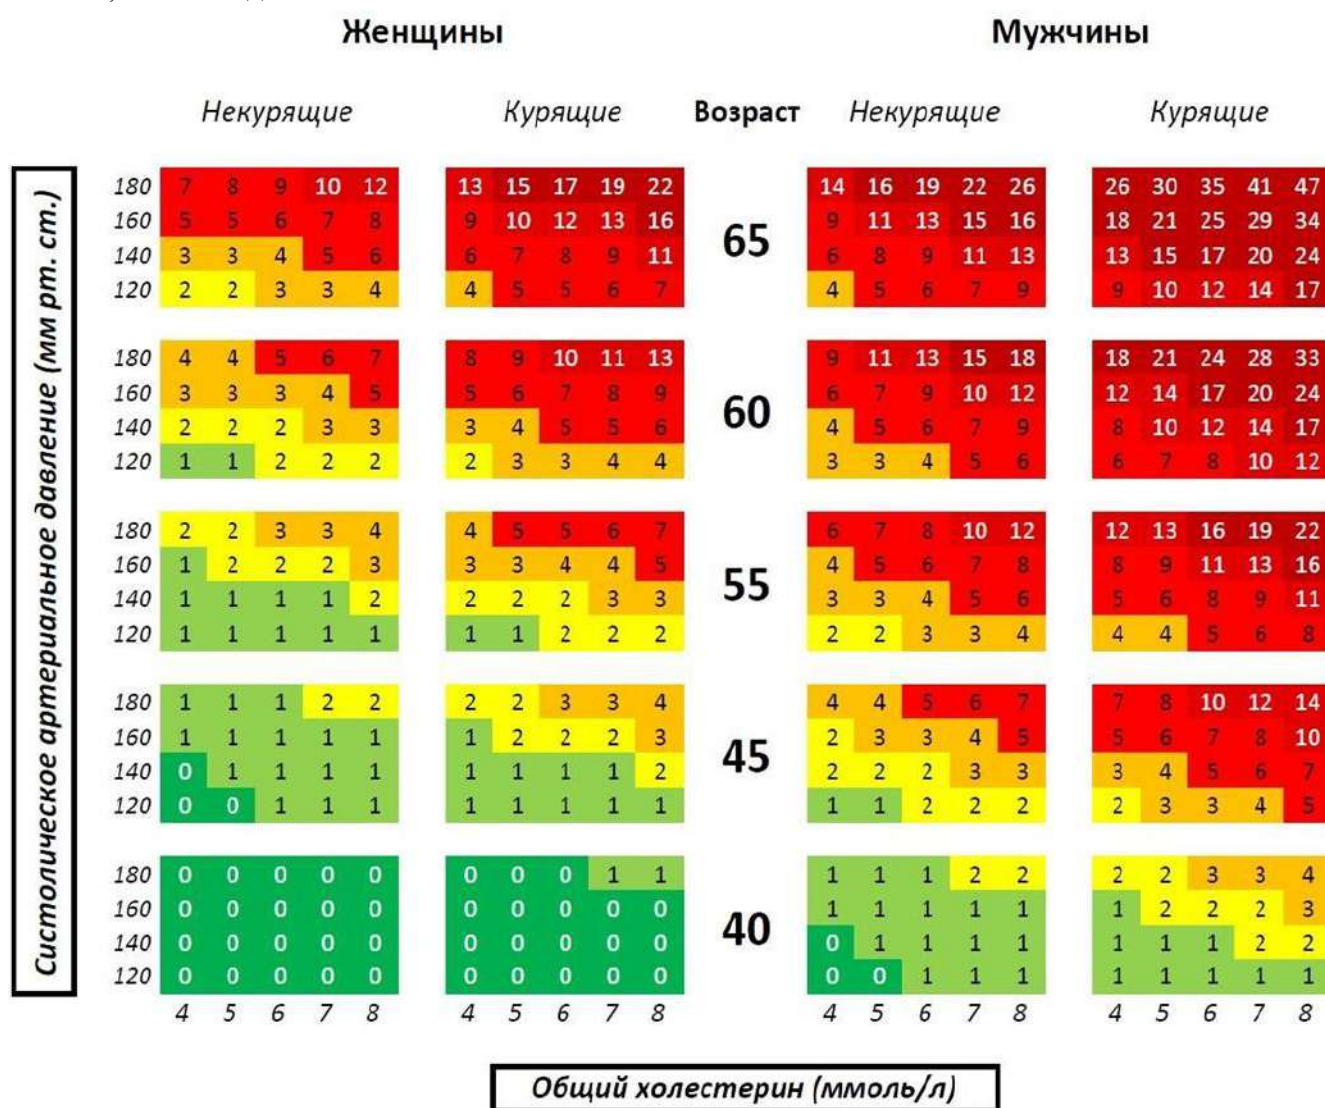 Женщины Мужчины
Некурящие Курящие Возраст Некурящие Курящие
Систолическое артериальное давление (мм рт. ст.)
180 7 8 9 10 12 13 15 17 19 22 14 16 19 22 26 26 30 35 41 47
160 5 5 6 7 8 9 10 12 13 16 9 11 13 15 16 18 21 25 29 34
65
140 3 3 4 5 6 6 7 8 9 11 6 8 9 11 13 13 15 17 20 24
120 2 2 3 3 4 4 5 5 6 7 4 5 6 7 9 9 10 12 14 17
180 4 4 5 6 7 8 9 10 11 13 9 11 13 15 18 18 21 24 28 33
160 3 3 3 4 5 5 6 7 8 9 6 7 9 10 12 12 14 17 20 24
60
140 2 2 2 3 3 3 4 5 5 6 4 5 6 7 9 8 10 12 14 17
120 1 1 2 2 2 2 3 3 4 4 3 3 4 5 6 6 7 8 10 12
180 2 2 3 3 4 4 5 5 6 7 6 7 8 10 12 12 13 16 19 22
160 1 2 2 2 3 3 3 4 4 5 4 5 6 7 8 8 9 11 13 16
55
140 1 1 1 1 2 2 2 2 3 3 3 3 4 5 6 5 6 8 9 11
120 1 1 1 1 1 1 1 2 2 2 2 2 3 3 4 4 4 5 6 8
180 1 1 1 2 2 2 2 3 3 4 4 4 5 6 7 7 8 10 12 14
160 1 1 1 1 1 1 2 2 2 3 2 3 3 4 5 5 6 7 8 10
45
140 0 1 1 1 1 1 1 1 1 2 2 2 2 3 3 3 4 5 6 7
120 0 0 1 1 1 1 1 1 1 1 1 1 2 2 2 2 3 3 4 5
180 0 0 0 0 0 0 0 0 1 1 1 1 1 2 2 2 2 3 3 4
160 0 0 0 0 0 0 0 0 0 0 1 1 1 1 1 1 2 2 2 3
40
140 0 0 0 0 0 0 0 0 0 0 0 1 1 1 1 1 1 1 2 2
120 0 0 0 0 0 0 0 0 0 0 0 0 1 1 1 1 1 1 1 1
4 5 6 7 8 4 5 6 7 8 4 5 6 7 8 4 5 6 7 8
Общий холестерин (ммоль/л)